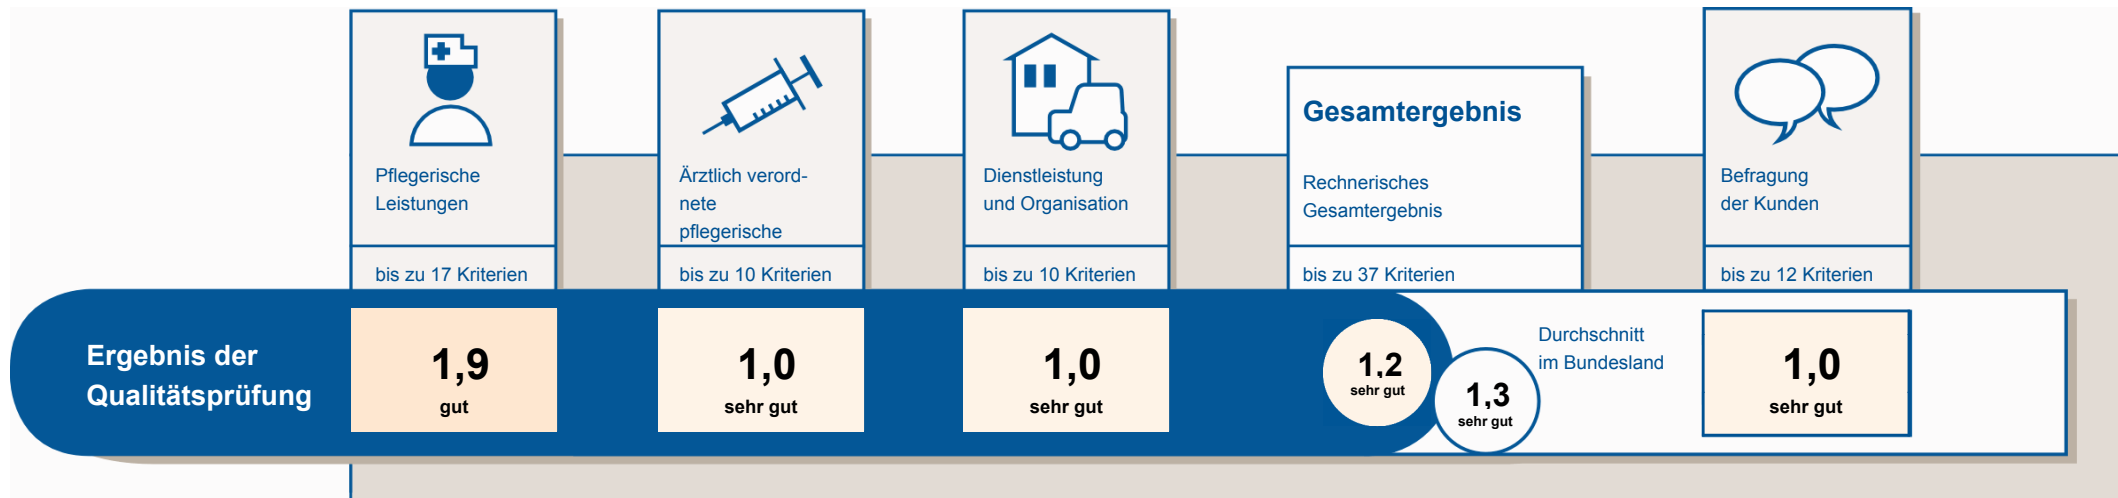 Pflegerische
Leistungen
bis zu 17 Kriterien
Ärztlich verord-
nete
pflegerische
bis zu 10 Kriterien
Dienstleistung
und Organisation
bis zu 10 Kriterien
Gesamtergebnis
Rechnerisches
Gesamtergebnis
bis zu 37 Kriterien
Befragung
der Kunden
bis zu 12 Kriterien
Ergebnis der
Qualitätsprüfung
1,9
gut
1,0
sehr gut
1,0
sehr gut
1,2
sehr gut
1,3
sehr gut
Durchschnitt
im Bundesland
1,0
sehr gut